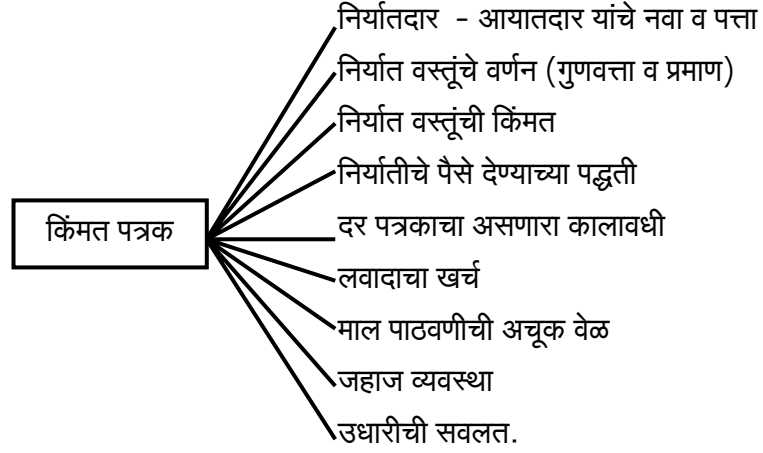 निर्यातदार - आयातदार यांचे नवा व पत्ता
निर्यात वस्तूंचे वर्णन (गुणवत्ता व प्रमाण)
निर्यात वस्तूंची किंमत
निर्यातीचे पैसे देण्याच्या पद्धती
किंमत पत्रक
दर पत्रकाचा असणारा कालावधी
लवादाचा खर्च
माल पाठवणीची अचूक वेळ
जहाज व्यवस्था
उधारीची सवलत.